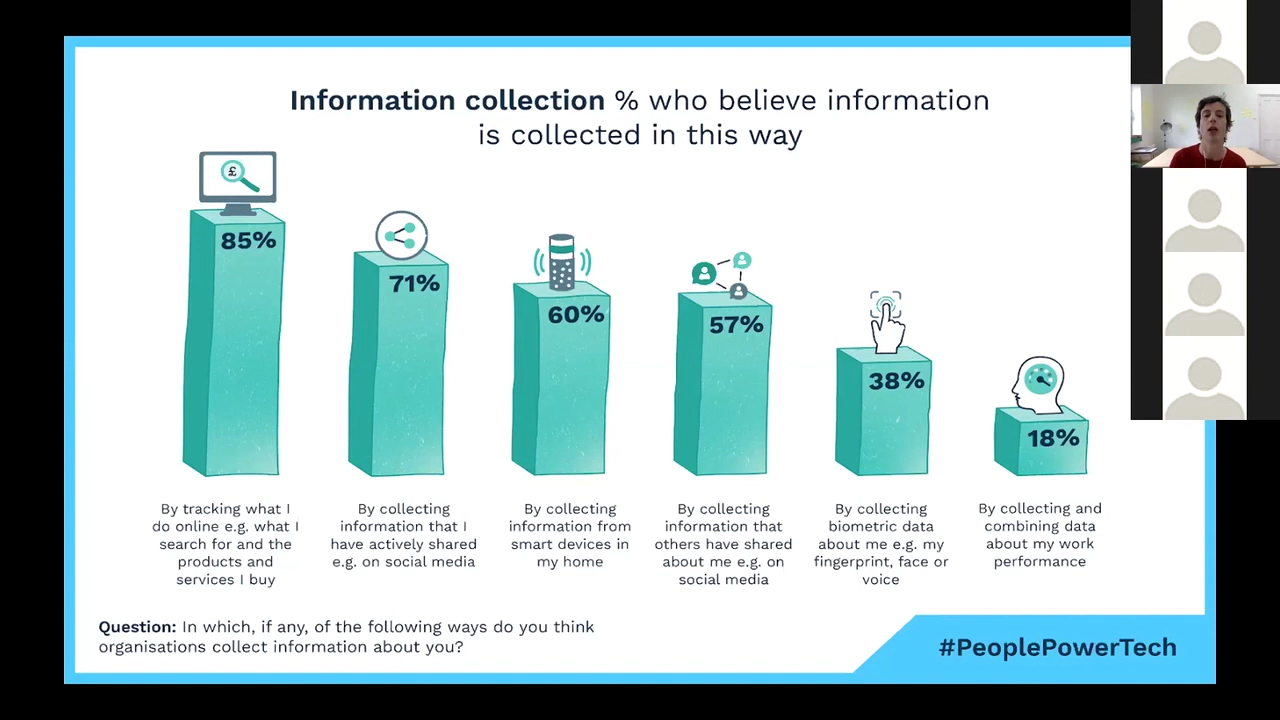 Information collection % who believe information
is collected in this way
£
85%
71%
60%
57%
38%
18%
By tracking what I
do online e.g. what I
search for and the
products and
services I buy
By collecting
information that I
have actively shared
e.g. on social media
By collecting
information from
smart devices in
my home
By collecting
information that
others have shared
about me e.g. on
social media
By collecting
biometric data
about me e.g. my
fingerprint, face or
voice
By collecting and
combining data
about my work
performance
Question: In which, if any, of the following ways do you think
organisations collect information about you?
#PeoplePowerTech